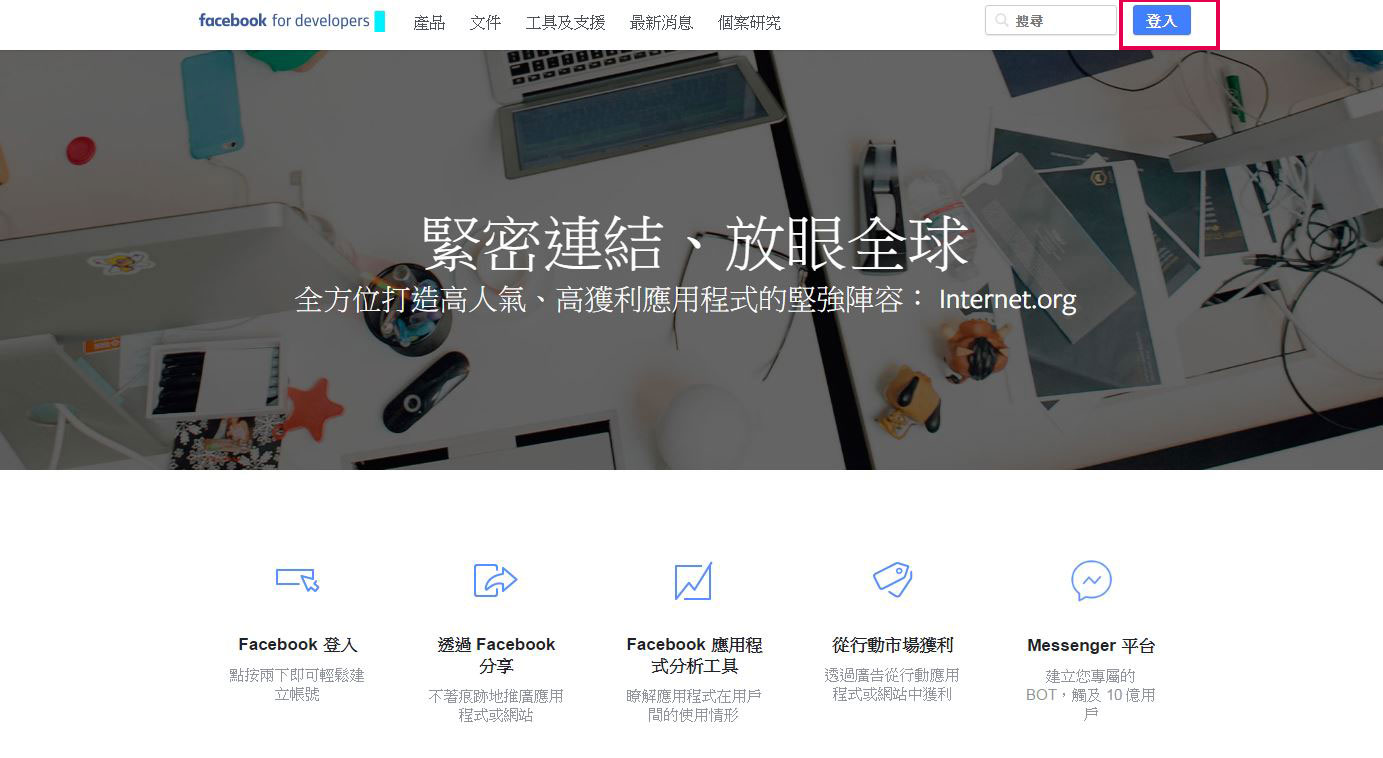 facebook for developers 產品 文件 工具及支援 最新消息 個案研究 搜尋 登入
緊密連結、放眼全球
全方位打造高人氣、高獲利應用程式的堅強陣容： Internet.org
Facebook 登入
點按兩下即可輕鬆建
立帳號
透過 Facebook
分享
不著痕跡地推廣應用
程式或網站
Facebook 應用程
式分析工具
瞭解應用程式在用戶
間的使用情形
從行動市場獲利
透過廣告從行動應用
程式或網站中獲利
Messenger 平台
建立您專屬的
BOT，觸及 10 億用
戶